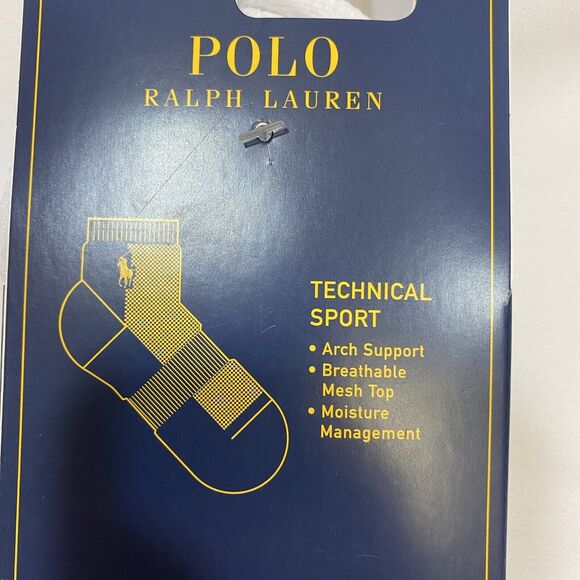 POLO
RALPH LAUREN
TECHNICAL
SPORT
• Arch Support
• Breathable
Mesh Top
• Moisture
Management